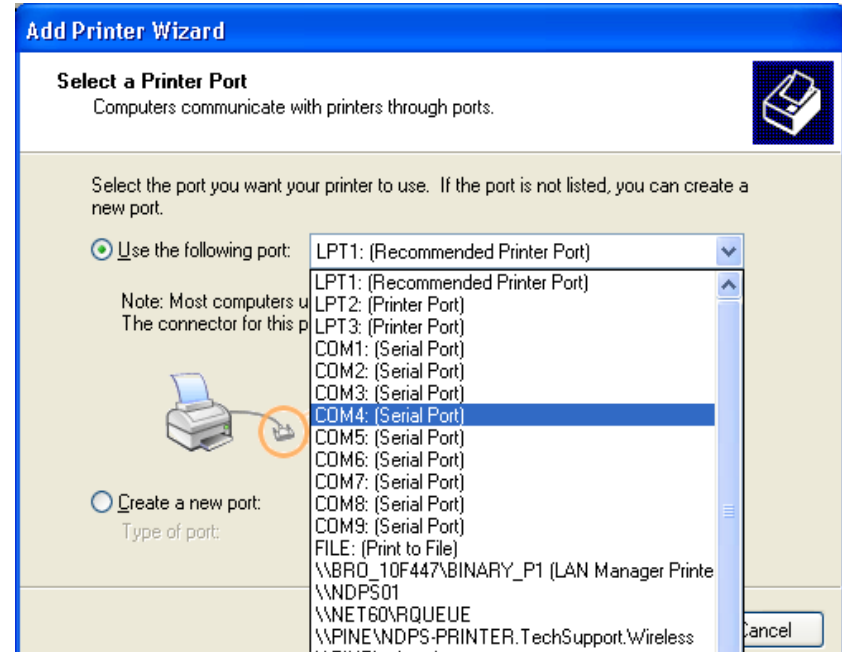 Add Printer Wizard
Select a Printer Port
Computers communicate with printers through ports.
Select the port you want your printer to use. If the port is not listed, you can create a
new port.
Use the following port:
LPT1: (Recommended Printer Port)
LPT1: (Recommended Printer Port)
Note: Most computers u
LPT2: (Printer Port)
The connector for this p
LPT3: (Printer Port)
COM1: (Serial Port)
COM2: (Serial Port)
COM3: (Serial Port)
COM4: (Serial Port)
COM5: (Serial Port)
COM6: (Serial Port)
COM7: (Serial Port)
COM8: (Serial Port)
COM9: (Serial Port)
FILE: (Print to File)
\\BRO_10F447\BINARY_P1 (LAN Manager Printe
\\NDPS01
\\NET60\RQUEUE
\\PINE\NDPS-PRINTER.TechSupport.Wireless
Create a new port:
Type of port:
Cancel